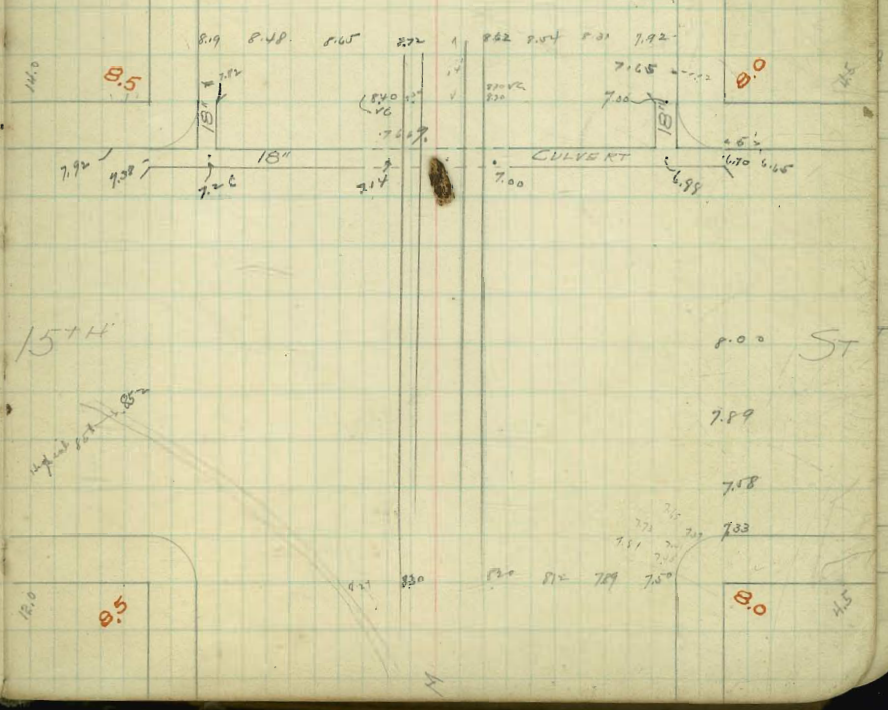 8.19 8.48 8.65 8.72 8.62 8.54 8.31 7.92
14.0 8.5 7.82 7.65 8.0 4.5
8.40 7.00
VG
18" 18"
7.92 7.38 18" CULVERT 6.70 6.65
7.26 7.14 7.00 6.99
15TH ST
8.00
7.89
7.58
7.33
8.30 8.20 8.12 7.89 7.50
12.0 8.5 8.0 4.5
M